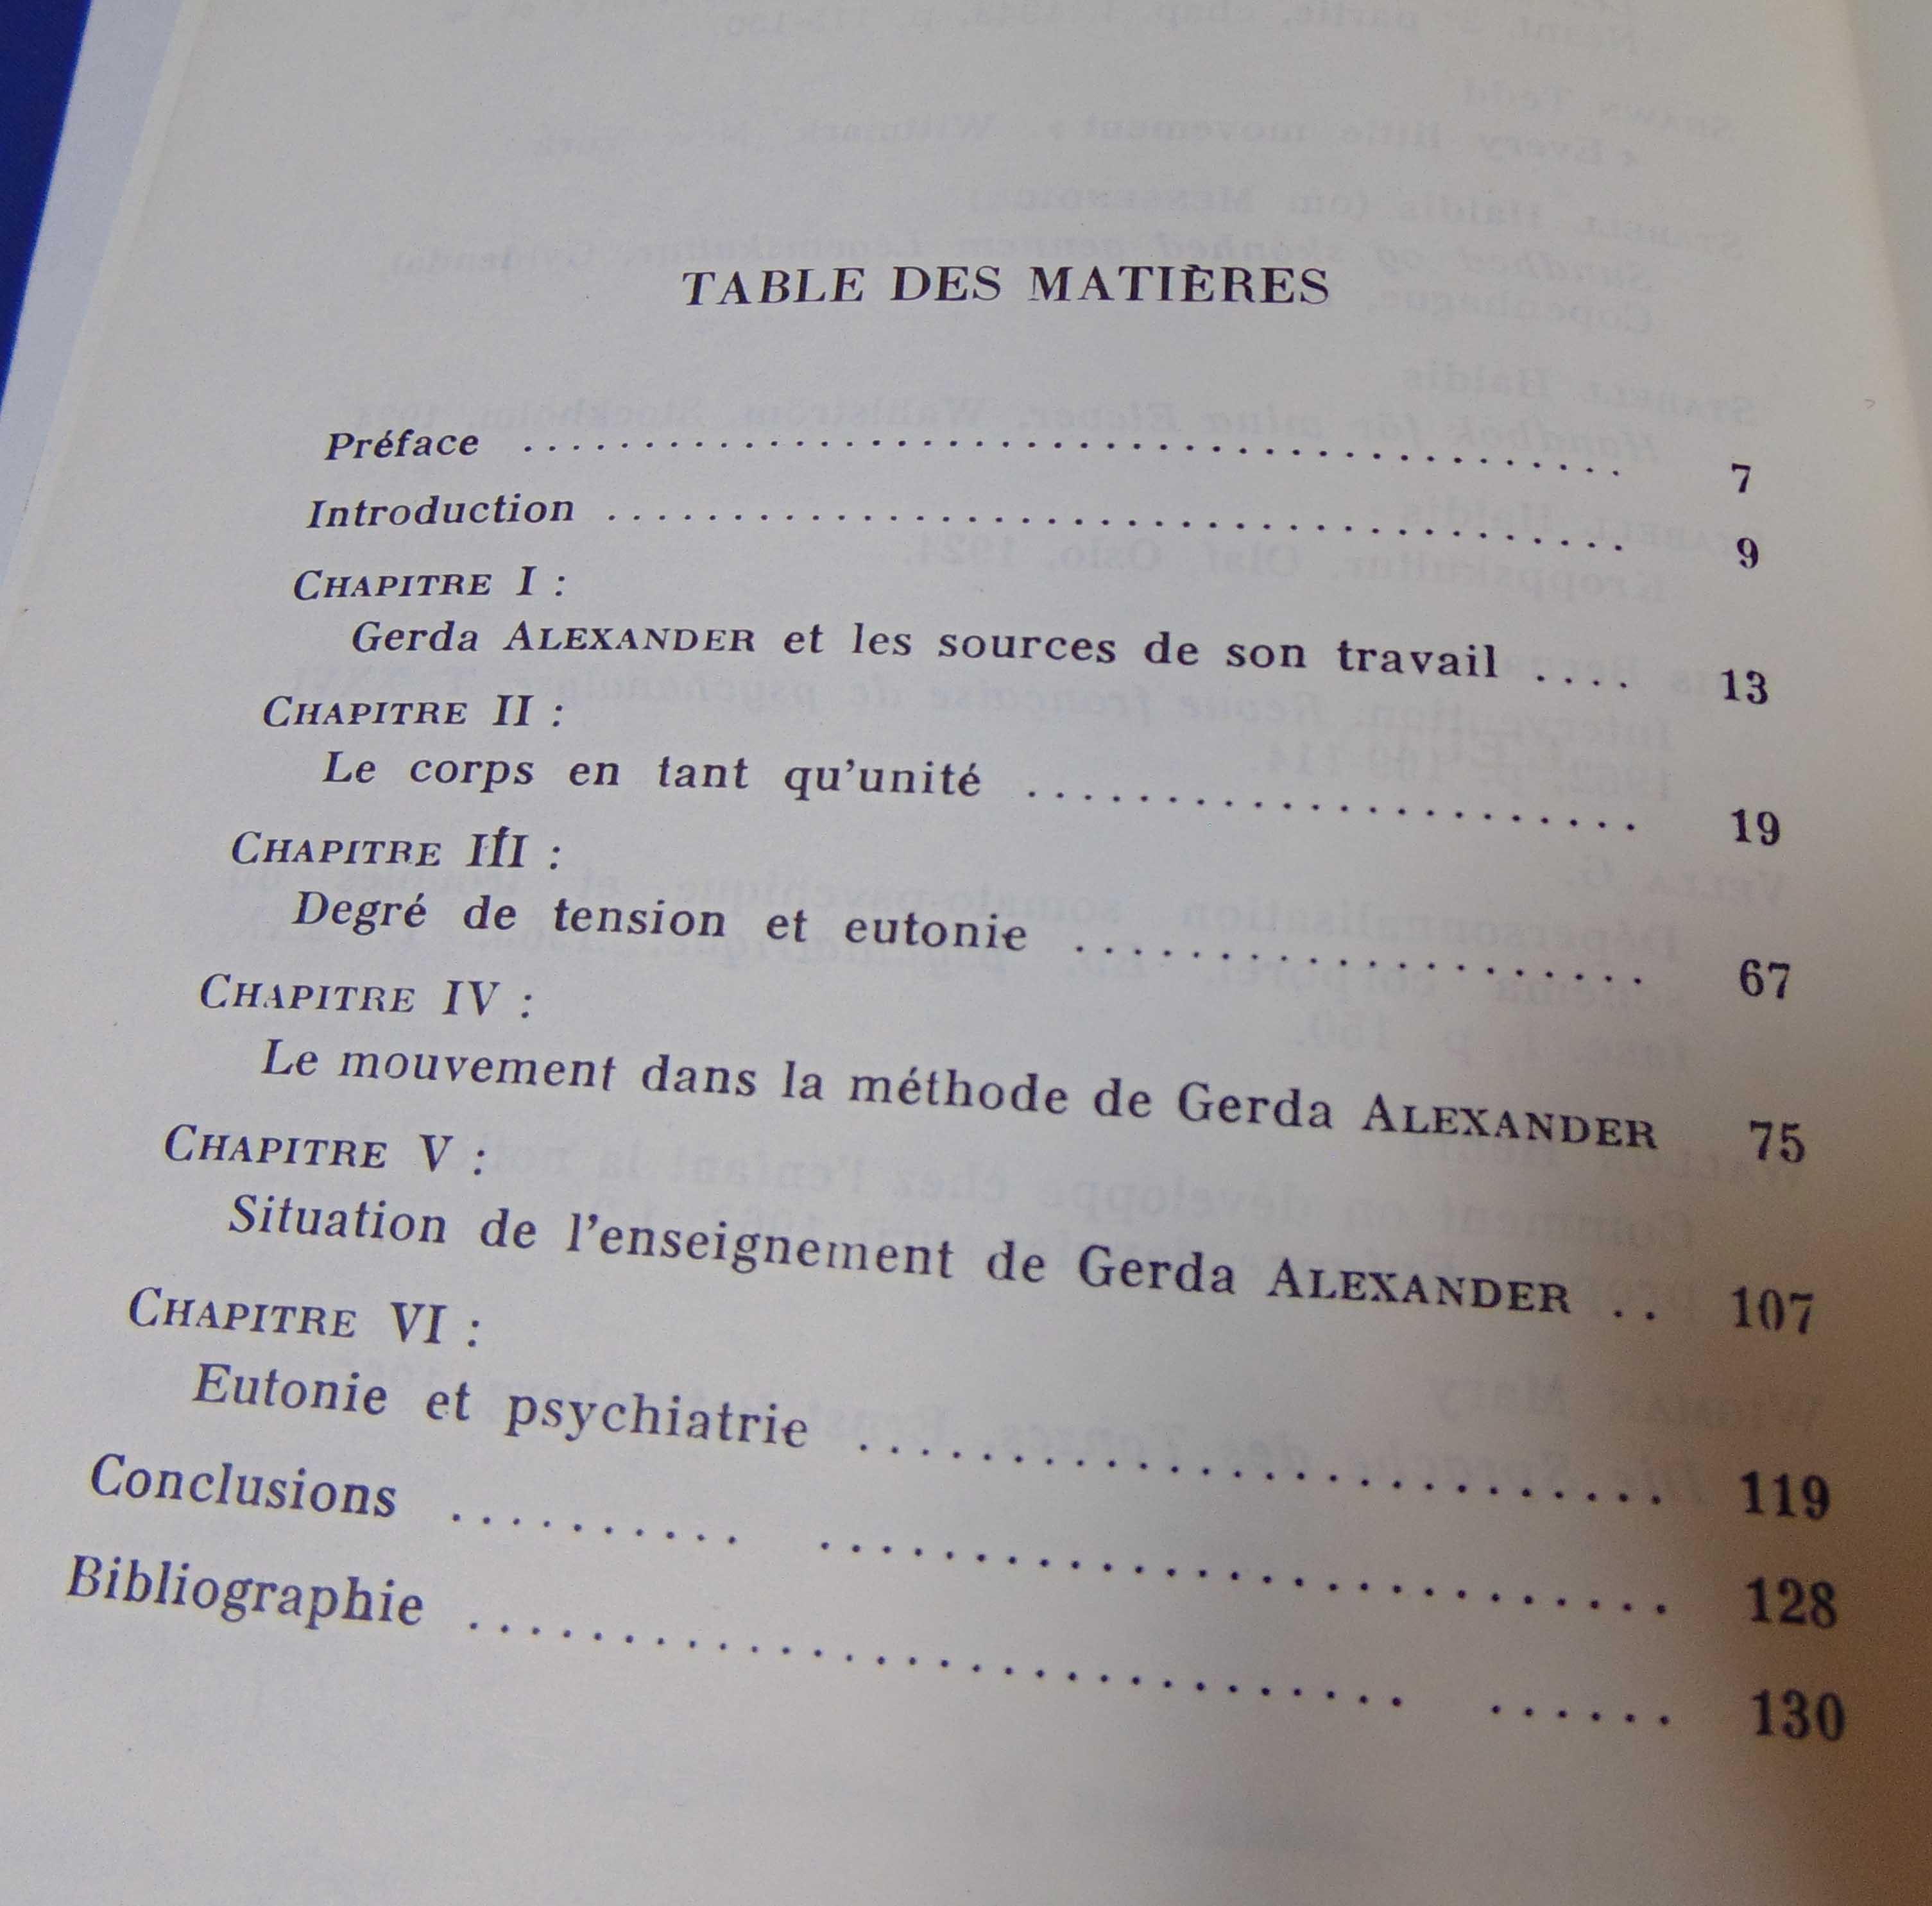 TABLE DES MATIÈRES
Préface ........................................ 7
Introduction ..................................... 9
CHAPITRE I :
Gerda ALEXANDER et les sources de son travail .... 13
CHAPITRE II :
Le corps en tant qu'unité ...................... 19
CHAPITRE III :
Degré de tension et eutonie .................... 67
CHAPITRE IV :
Le mouvement dans la méthode de Gerda ALEXANDER 75
CHAPITRE V :
Situation de l'enseignement de Gerda ALEXANDER .. 107
CHAPITRE VI :
Eutonie et psychiatrie ........................... 119
Conclusions .......... ............................ 128
Bibliographie ............................... ...... 130